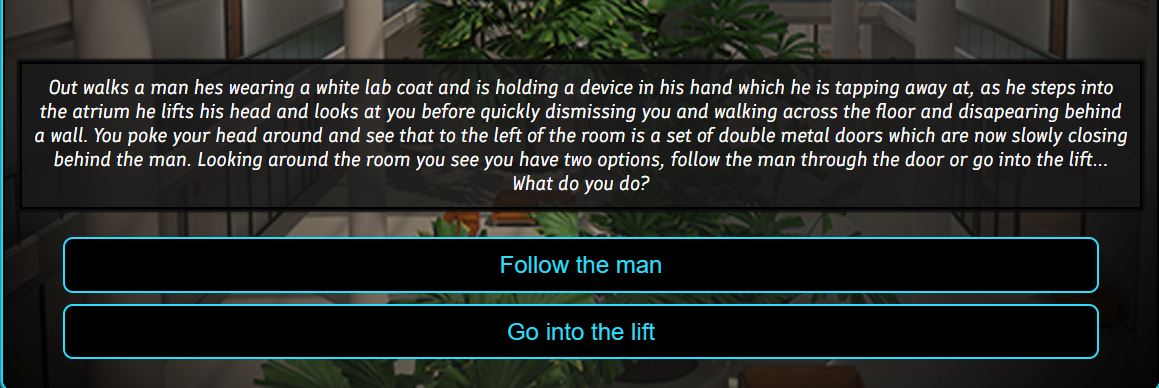 Out walks a man hes wearing a white lab coat and is holding a device in his hand which he is tapping away at, as he steps into
the atrium he lifts his head and looks at you before quickly dismissing you and walking across the floor and disapearing behind
a wall. You poke your head around and see that to the left of the room is a set of double metal doors which are now slowly closing
behind the man. Looking around the room you see you have two options, follow the man through the door or go into the lift...
What do you do?
Follow the man
Go into the lift